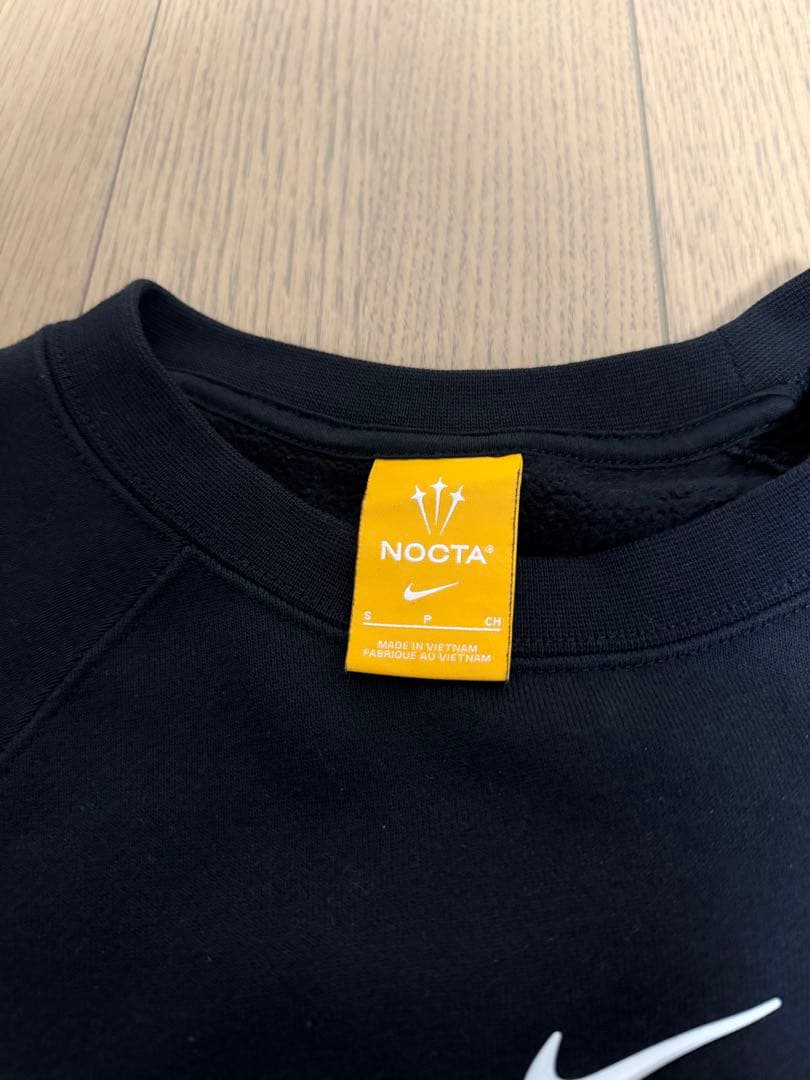 NOCTA®
S P CH
MADE IN VIETNAM
FABRIQUE AU VIETNAM